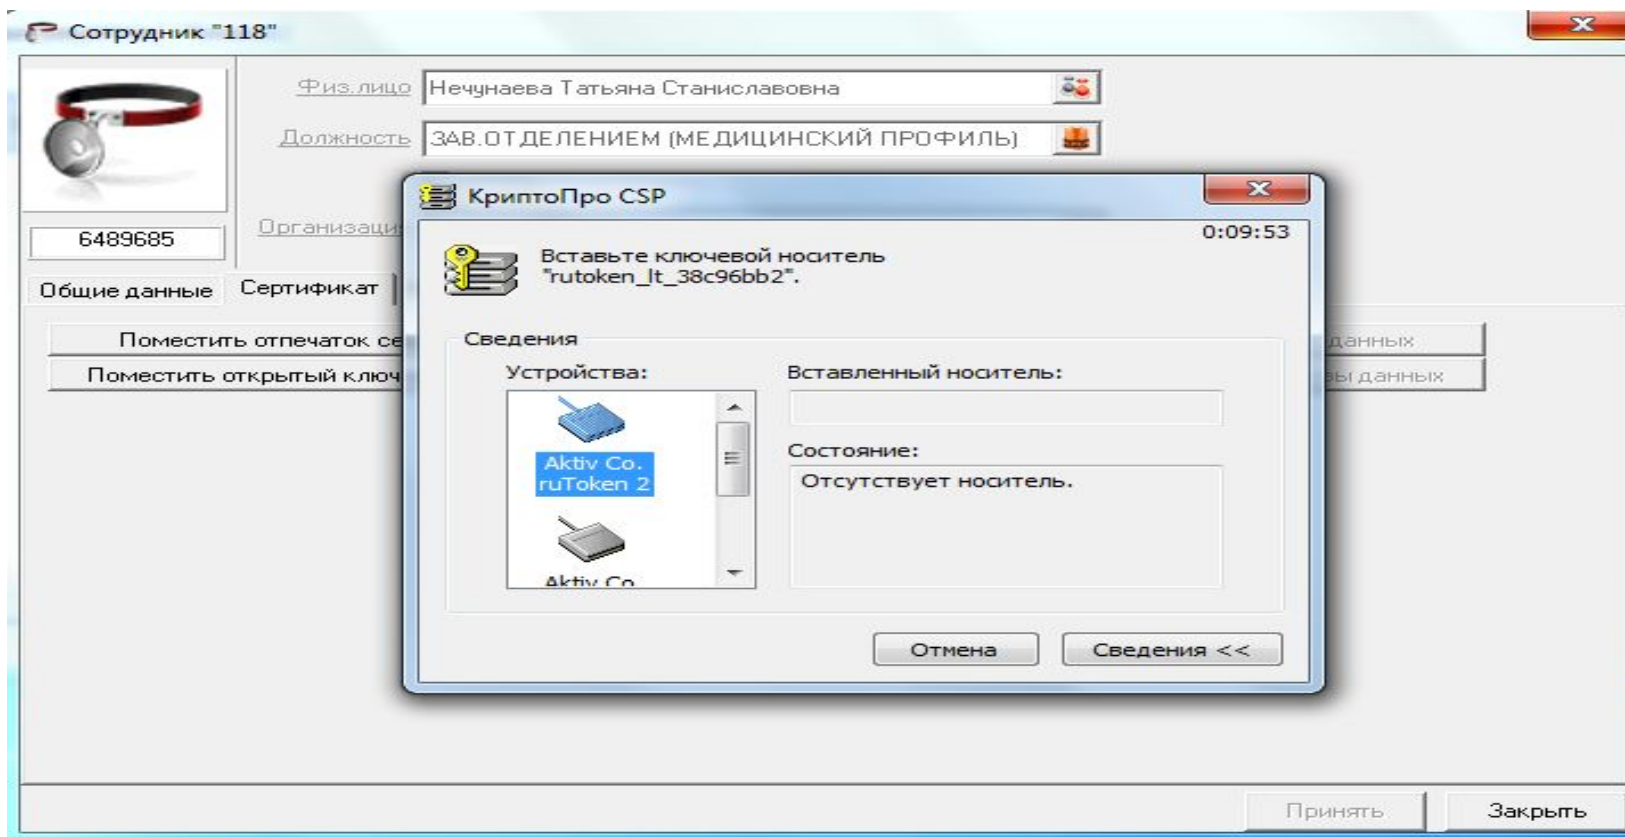 Сотрудник "118"
Физ.лицо
Нечунаева Татьяна Станиславовна
Должность
ЗАВ.ОТДЕЛЕНИЕМ (МЕДИЦИНСКИЙ ПРОФИЛЬ)
6489685
Общие данные
Сертификат
Поместить отпечаток
Поместить открытый ключ
данных
данных
КриптоПро CSP
0:09:53
Вставьте ключевой носитель
"rutoken_lt_38c96bb2".
Сведения
Устройства:
Aktiv Co.
ruToken 2
Aktiv Co.
Вставленный носитель:
Состояние:
Отсутствует носитель.
Отмена
Сведения <<
Принять
Закрыть